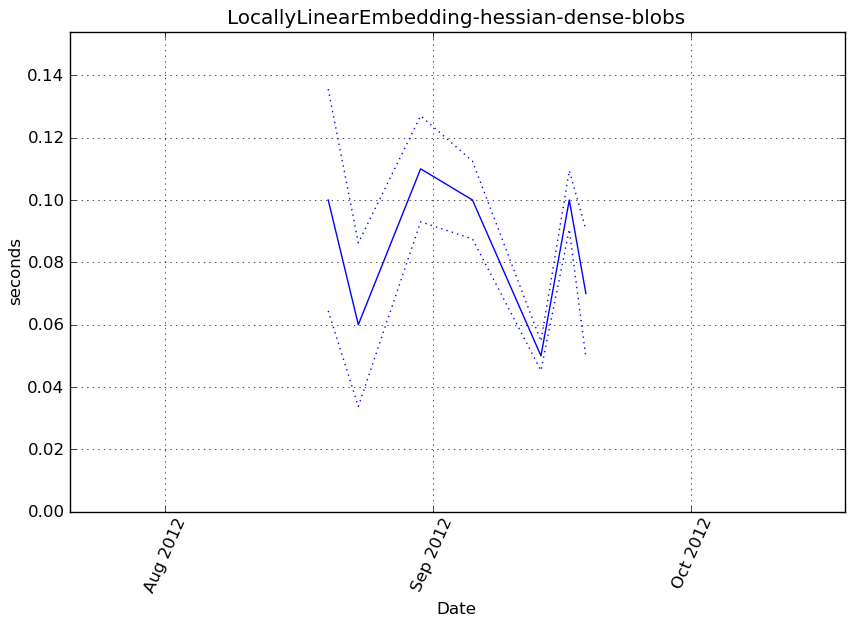 LocallyLinearEmbedding-hessian-dense-blobs
0.14
0.12
0.10
0.08
0.06
0.04
0.02
0.00
seconds
Aug 2012
Sep 2012
Oct 2012
Date